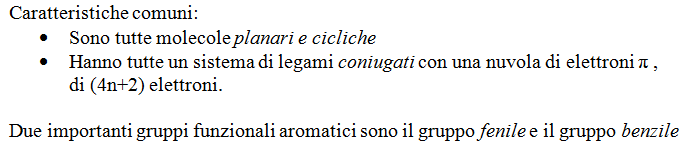 Caratteristiche comuni:
• Sono tutte molecole planari e cicliche
• Hanno tutte un sistema di legami coniugati con una nuvola di elettroni π ,
di (4n+2) elettroni.
Due importanti gruppi funzionali aromatici sono il gruppo fenile e il gruppo benzile